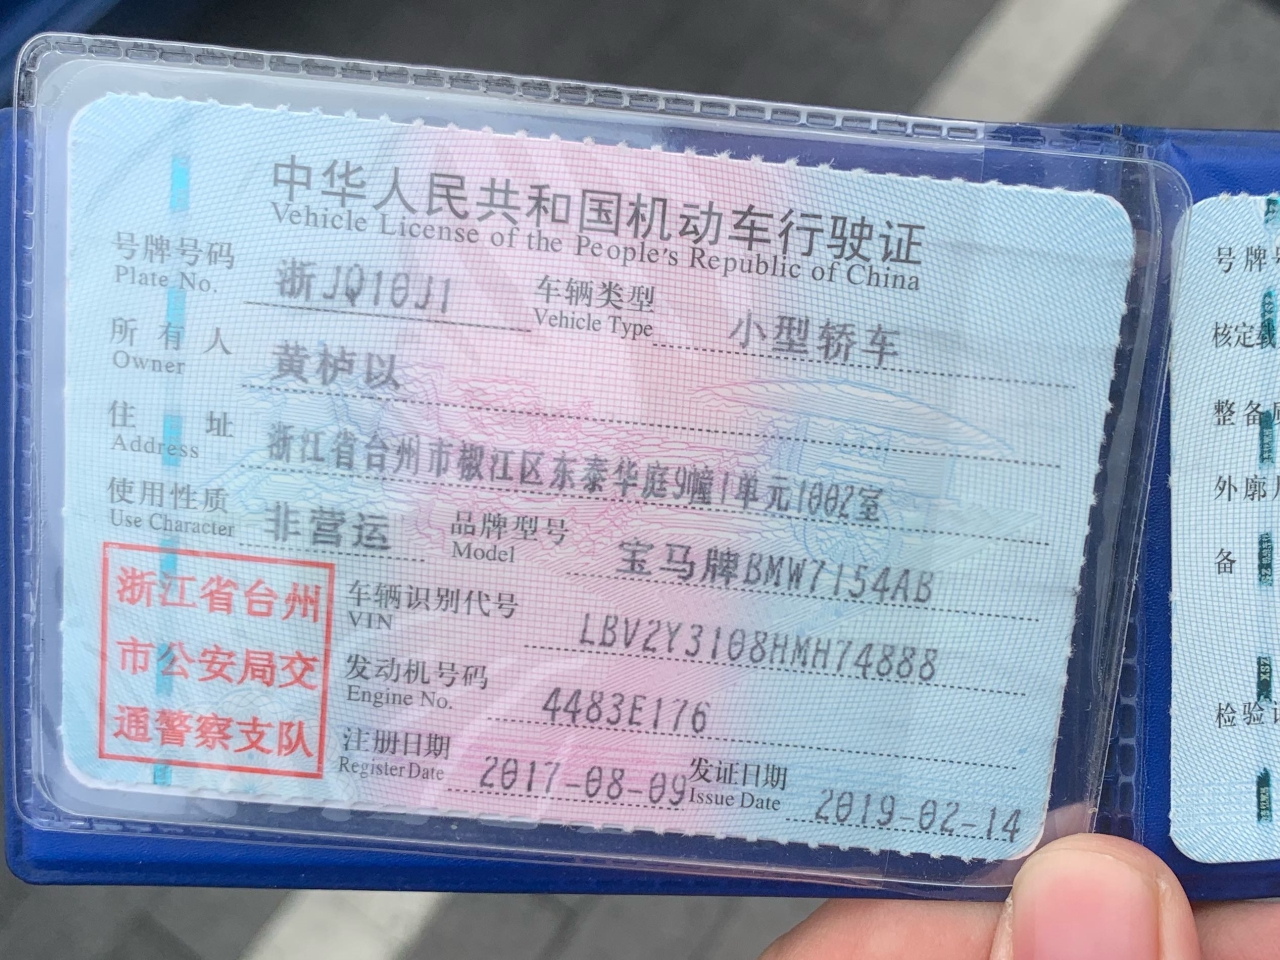 中华人民共和国机动车行驶证
Vehicle License of the People's Republic of China
号牌号码 浙JQ10J1 车辆类型 小型轿车
Plate No. Vehicle Type
所有人 黄栌以
Owner
住址 浙江省台州市椒江区东泰华庭9幢1单元1002室
Address
使用性质 非营运 品牌型号 宝马牌BMW7154AB
Use Character Model
浙江省台州
市公安局交
通警察支队
车辆识别代号 LBV2Y3108HMH74888
VIN
发动机号码 4483E176
Engine No.
注册日期 2017-08-09 发证日期 2019-02-14
Register Date Issue Date
号牌
核定载
整备
外廓
备
检验